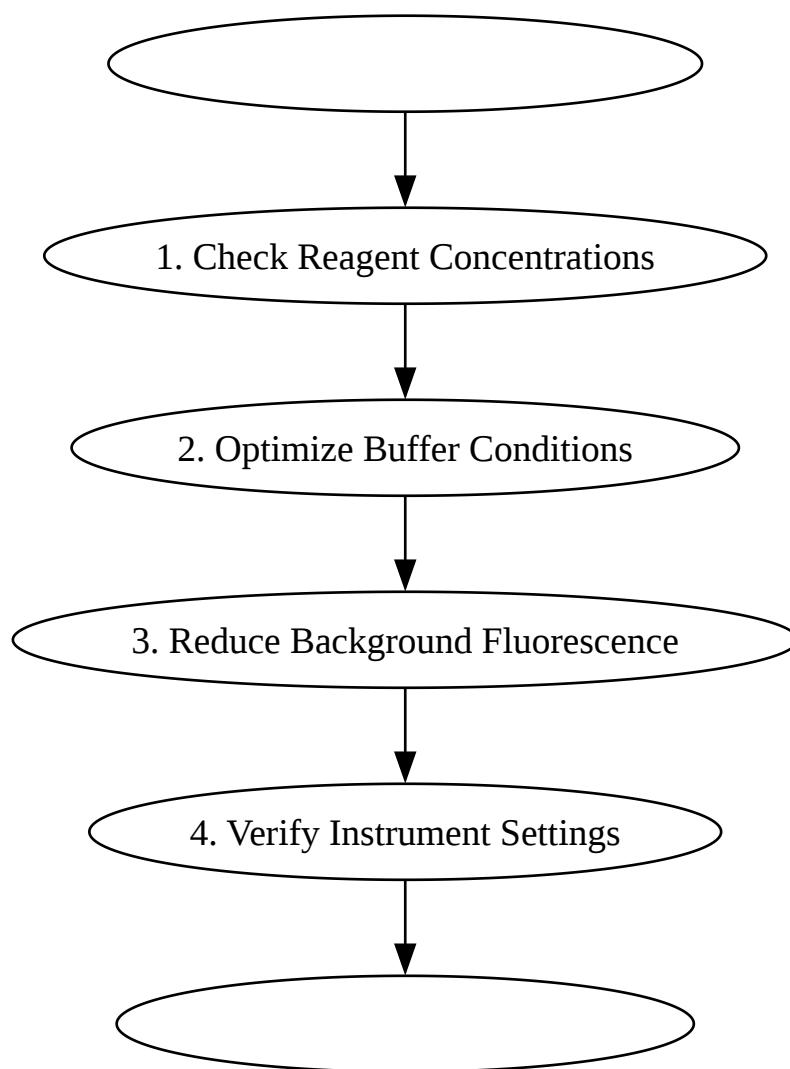 1. Check Reagent Concentrations
2. Optimize Buffer Conditions
3. Reduce Background Fluorescence
4. Verify Instrument Settings